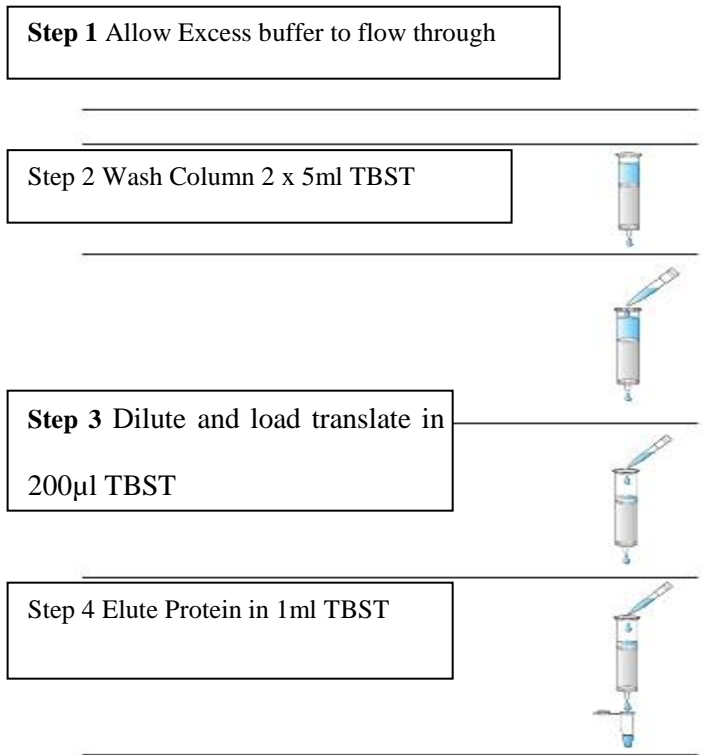 Step 1 Allow Excess buffer to flow through
Step 2 Wash Column 2 x 5ml TBST
Step 3 Dilute and load translate in
200µl TBST
Step 4 Elute Protein in 1ml TBST